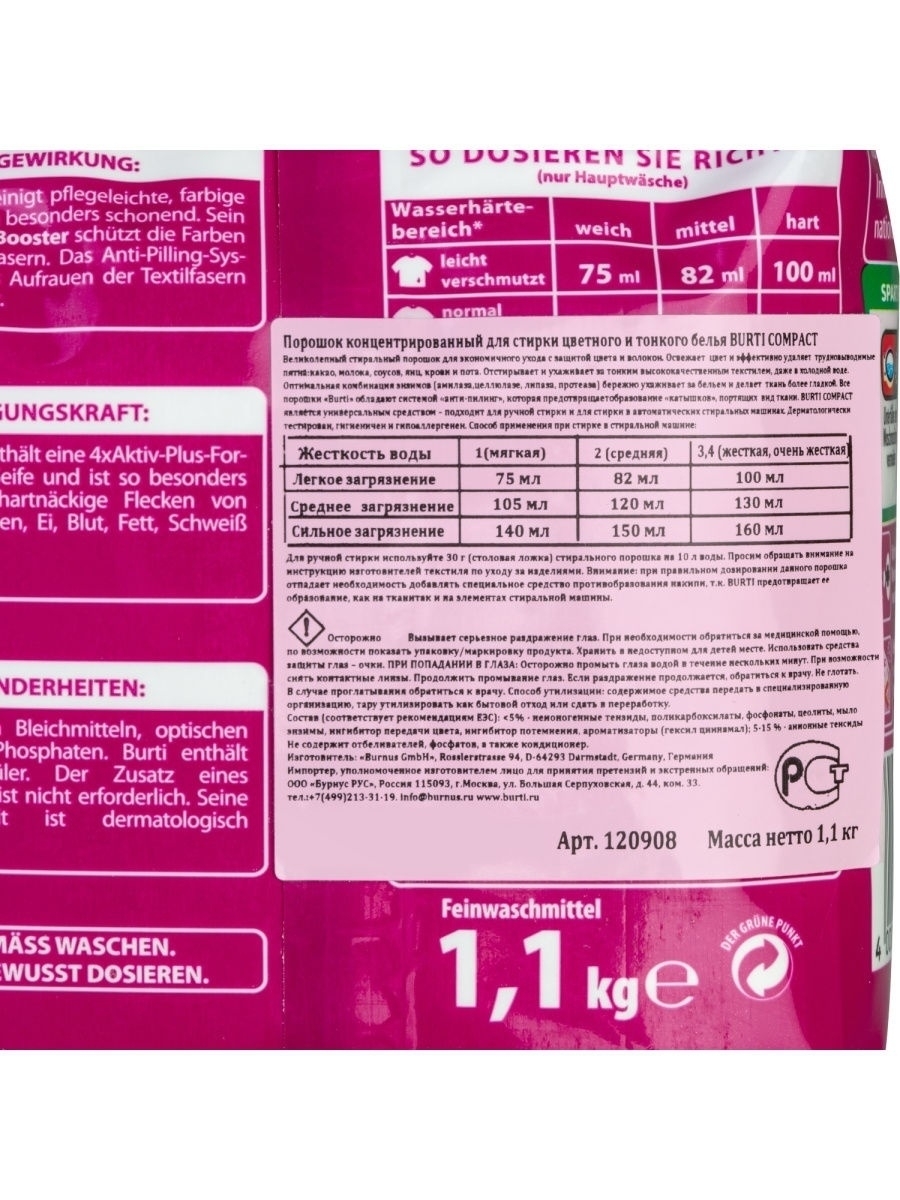 GEWIRKUNG:
einigt pflegeleichte, farbige
besonders schonend. Sein
Booster schützt die Farben
asern. Das Anti-Pilling-Sys-
Aufrauen der Textilfasern
GUNGSKRAFT:
thält eine 4xAktiv-Plus-For-
eife und ist so besonders
hartnäckige Flecken von
en, Ei, Blut, Fett, Schweiß
NDERHEITEN:
Bleichmitteln, optischen
Phosphaten. Burti enthält
üler. Der Zusatz eines
ist nicht erforderlich. Seine
t ist dermatologisch
MÄSS WASCHEN.
EWUSST DOSIEREN.
SO DOSIEREN SIE RICH
(nur Hauptwäsche)
Wasserhärte-
bereich* weich mittel hart
leicht
verschmutzt 75 ml 82 ml 100 ml
normal
Порошок концентрированный для стирки цветного и тонкого белья BURTI COMPACT
Великолепный стиральный порошок для экономичного ухода с защитой цвета и волокон. Освежает цвет и эффективно удаляет трудновыводимые
пятна:какао, молока, соусов, яиц, крови и пота. Отстирывает и ухаживает за тонким высококачественным текстилем, даже в холодной воде.
Оптимальная комбинация энзимов (амилаза,целлюлазе, липаза, протеаза) бережно ухаживает за бельем и делает ткань более гладкой. Все
порошки «Burti» обладают системой «анти-пилинг», которая предотвращаетобразование «катышков», портящих вид ткани. BURTI COMPACT
является универсальным средством - подходит для ручной стирки и для стирки в автоматических стиральных машинах. Дерматологически
тестирован, гигиеничен и гипоаллергенен. Способ применения при стирке в стиральной машине:
Жесткость воды 1(мягкая) 2 (средняя) 3,4 (жесткая, очень жесткая)
Легкое загрязнение 75 мл 82 мл 100 мл
Среднее загрязнение 105 мл 120 мл 130 мл
Сильное загрязнение 140 мл 150 мл 160 мл
Для ручной стирки используйте 30 г (столовая ложка) стирального порошка на 10 л воды. Просим обращать внимание на
инструкцию изготовителей текстиля по уходу за изделиями. Внимание: при правильном дозировании данного порошка
отпадает необходимость добавлять специальное средство противобразования накипи, т.к. BURTI предотвращает ее
образование, как на тканитак и на элементах стиральной машины.
Осторожно Вызывает серьезное раздражение глаз. При необходимости обратиться за медицинской помощью,
по возможности показать упаковку/маркировку продукта. Хранить в недоступном для детей месте. Использовать средства
защиты глаз - очки. ПРИ ПОПАДАНИИ В ГЛАЗА: Осторожно промыть глаза водой в течение нескольких минут. При возможности
снять контактные линзы. Продолжить промывание глаз. Если раздражение продолжается, обратиться к врачу. Не глотать.
В случае проглатывания обратиться к врачу. Способ утилизации: содержимое средства передать в специализированную
организацию, тару утилизировать как бытовой отход или сдать в переработку.
Состав (соответствует рекомендациям ЕЭС): <5% - неионогенные тензиды, поликарбоксилаты, фосфонаты, цеолиты, мыло
энзимы, ингибитор передачи цвета, ингибитор потемнения, ароматизаторы (гексил циннамал); 5-15 % - анионные тенсиды
Не содержит отбеливателей, фосфатов, а также кондиционер.
Изготовитель: «Burnus GmbH», Rosslerstrasse 94, D-64293 Darmstadt, Germany, Германия
Импортер, уполномоченное изготовителем лицо для принятия претензий и экстренных обращений:
ООО «Бурнус РУС», Россия 115093, г.Москва, ул. Большая Серпуховская, д. 44, ком. 33.
тел.:+7(499)213-31-19. info@burnus.ru www.burti.ru
РСТ
Арт. 120908 Масса нетто 1,1 кг
Feinwaschmittel
1,1 kg e
DER GRÜNE PUNKT